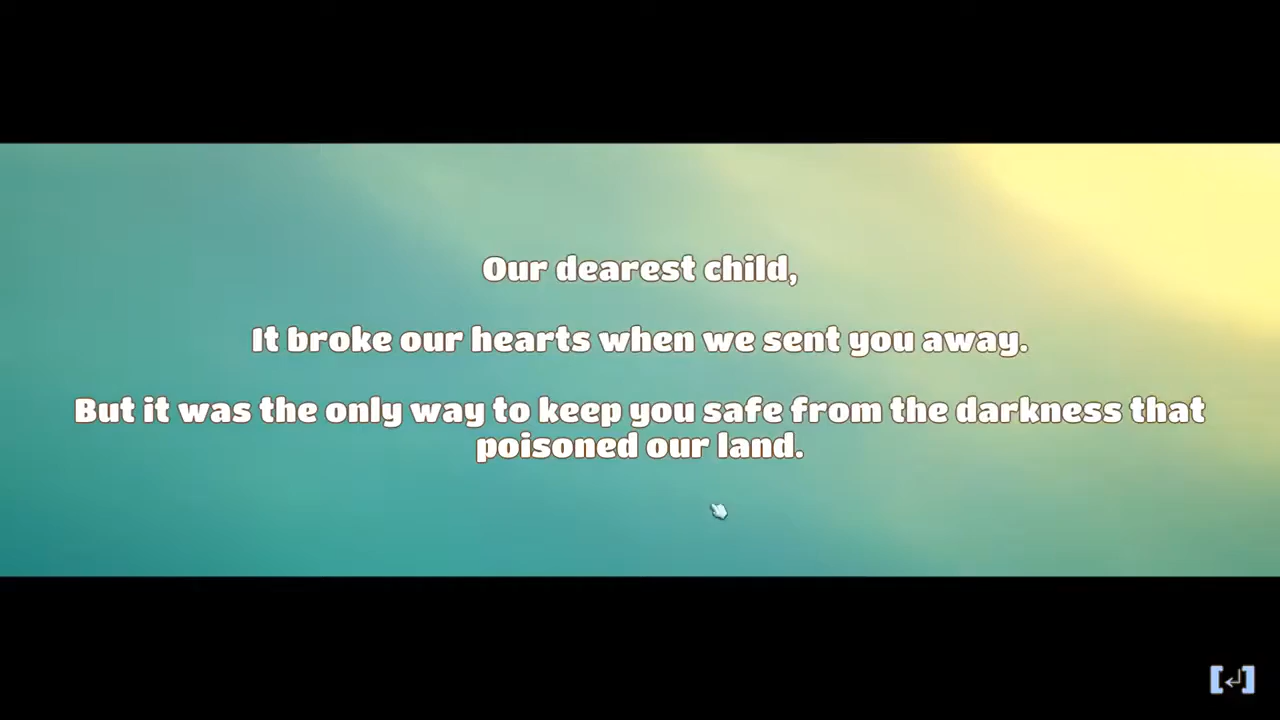 Our dearest child,
It broke our hearts when we sent you away.
But it was the only way to keep you safe from the darkness that
poisoned our land.
[↵]